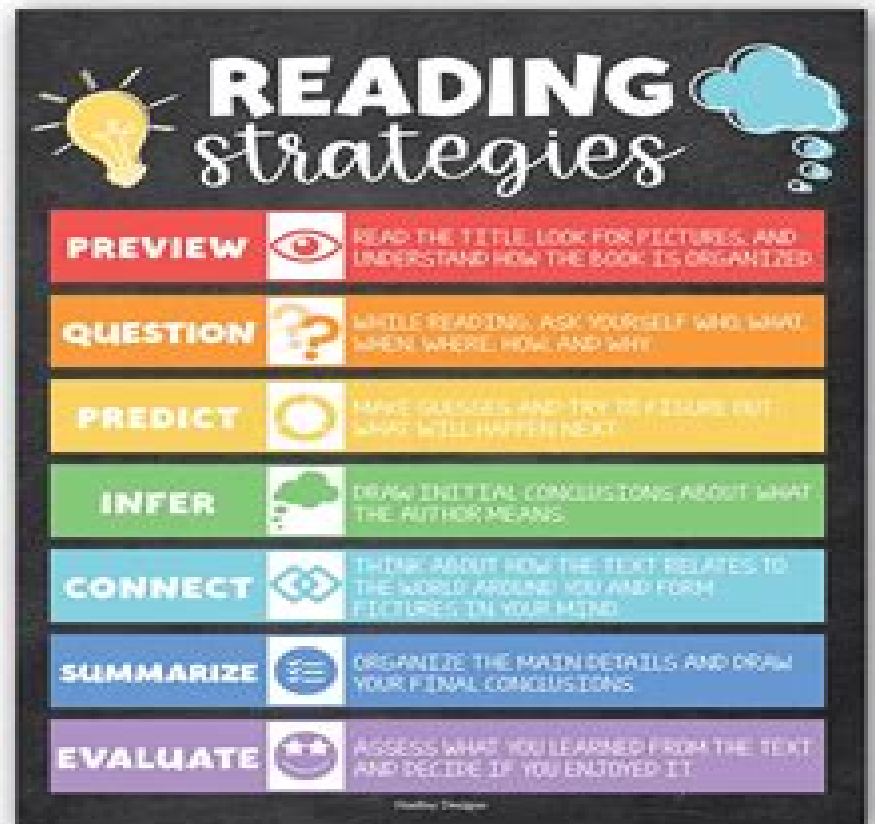 READING
strategies
PREVIEW
READ THE TITLE, LOOK FOR PICTURES, AND
UNDERSTAND HOW THE BOOK IS ORGANIZED
QUESTION
WHILE READING, ASK YOURSELF WHO, WHAT,
WHEN, WHERE, HOW, AND WHY
PREDICT
MAKE GUESSES AND TRY TO FIGURE OUT
WHAT WILL HAPPEN NEXT
INFER
DRAW INITIAL CONCLUSIONS ABOUT WHAT
THE AUTHOR MEANS
CONNECT
THINK ABOUT HOW THE TEXT RELATES TO
THE WORLD AROUND YOU AND FORM
PICTURES IN YOUR MIND
SUMMARIZE
ORGANIZE THE MAIN DETAILS AND DRAW
YOUR FINAL CONCLUSIONS
EVALUATE
ASSESS WHAT YOU LEARNED FROM THE TEXT
AND DECIDE IF YOU ENJOYED IT
Hadley Designs